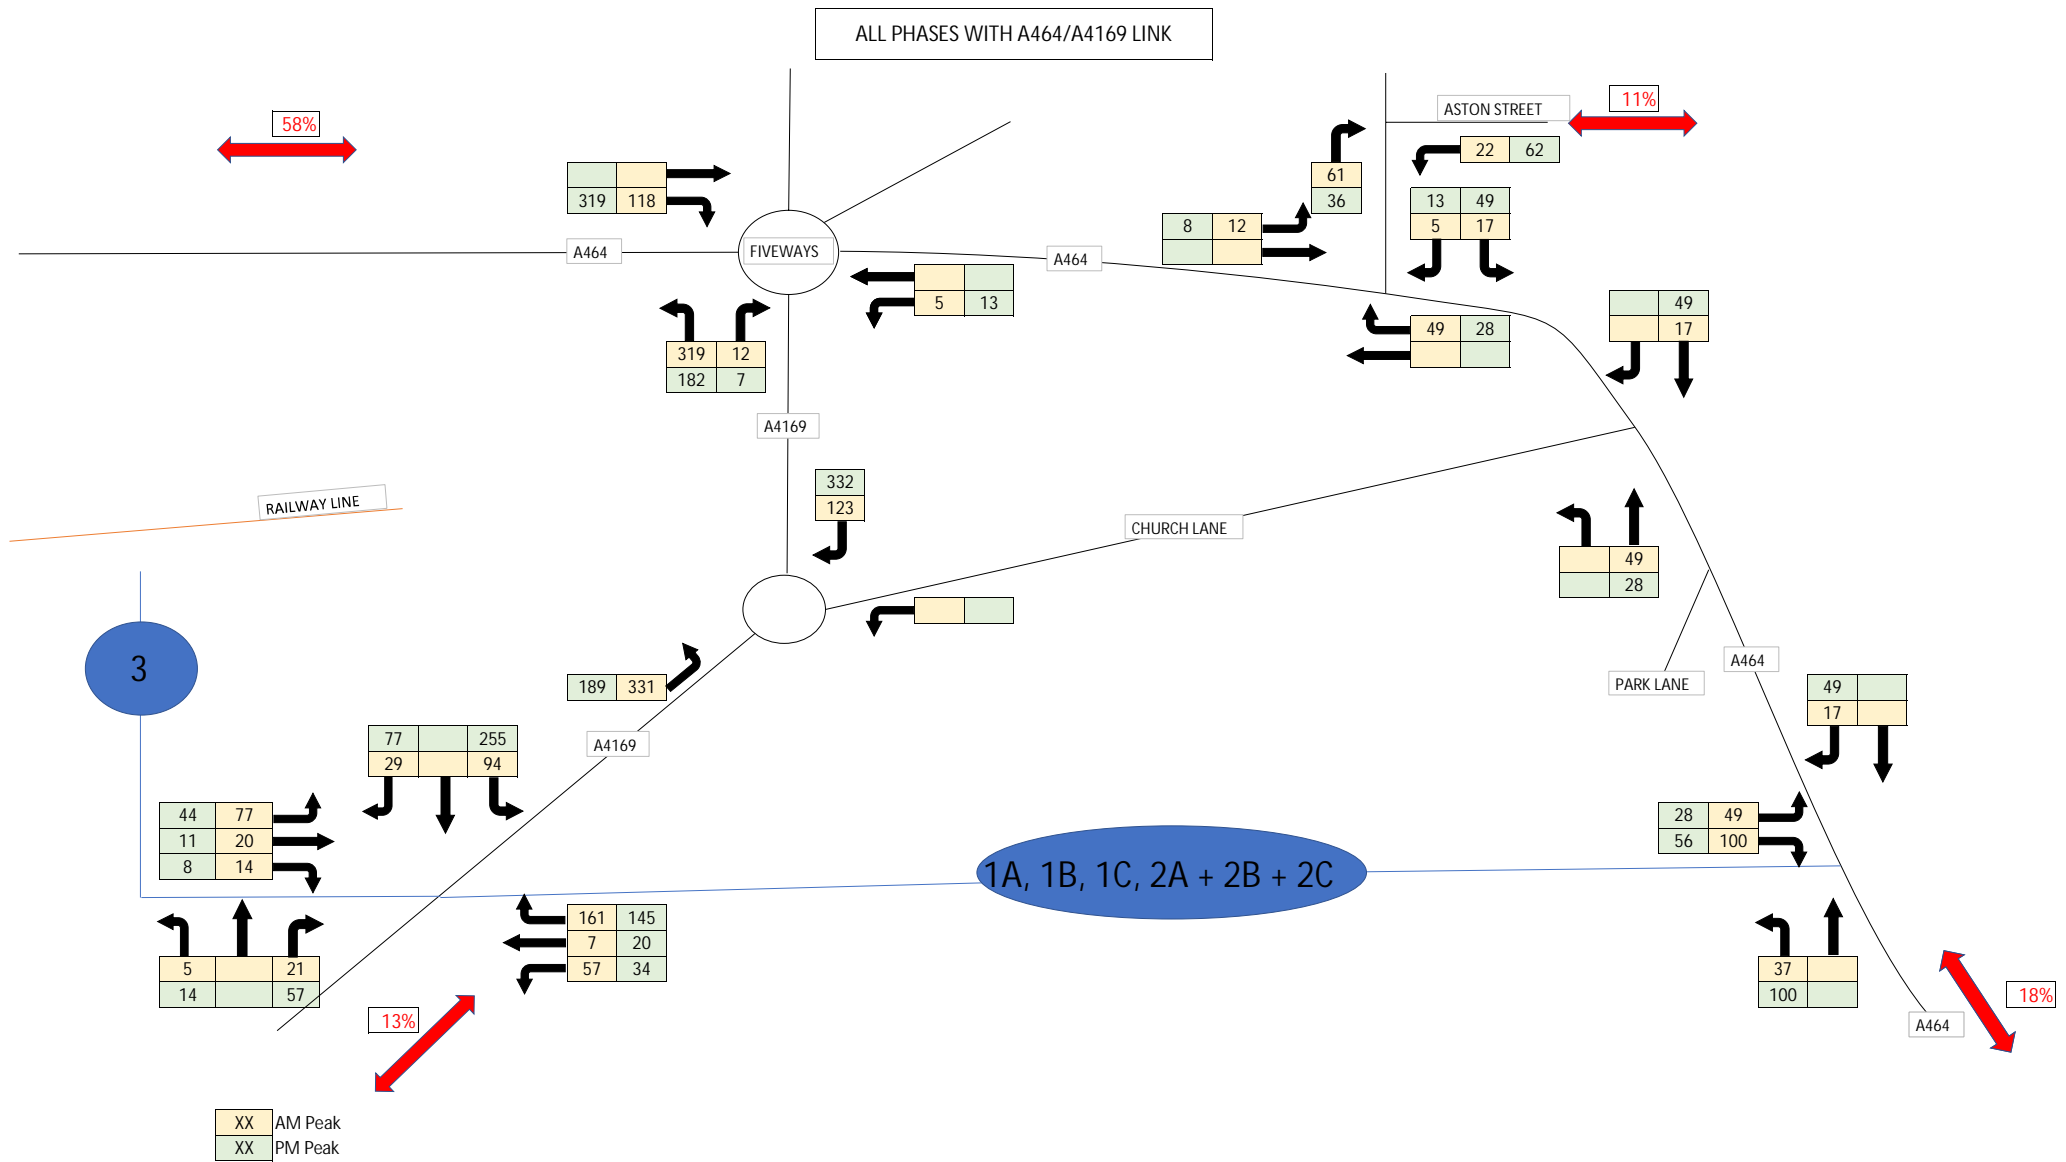 ALL PHASES WITH A464/A4169 LINK
58%
11%
ASTON STREET
22 62
61
36
319 118
8 12
13 49
5 17
A464
FIVEWAYS
A464
5 13
49
17
49 28
319 12
182 7
A4169
332
123
RAILWAY LINE
CHURCH LANE
49
28
3
189 331
A464
PARK LANE
49
17
77 255
29 94
A4169
44 77
11 20
8 14
28 49
56 100
1A, 1B, 1C, 2A + 2B + 2C
161 145
7 20
57 34
5 21
14 57
37
100
13%
18%
A464
XX AM Peak
XX PM Peak